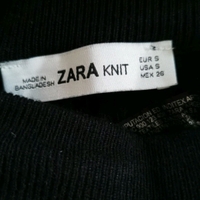 MADE IN
BANGLADESH
ZARA KNIT
EUR S
USA S
MEX 26